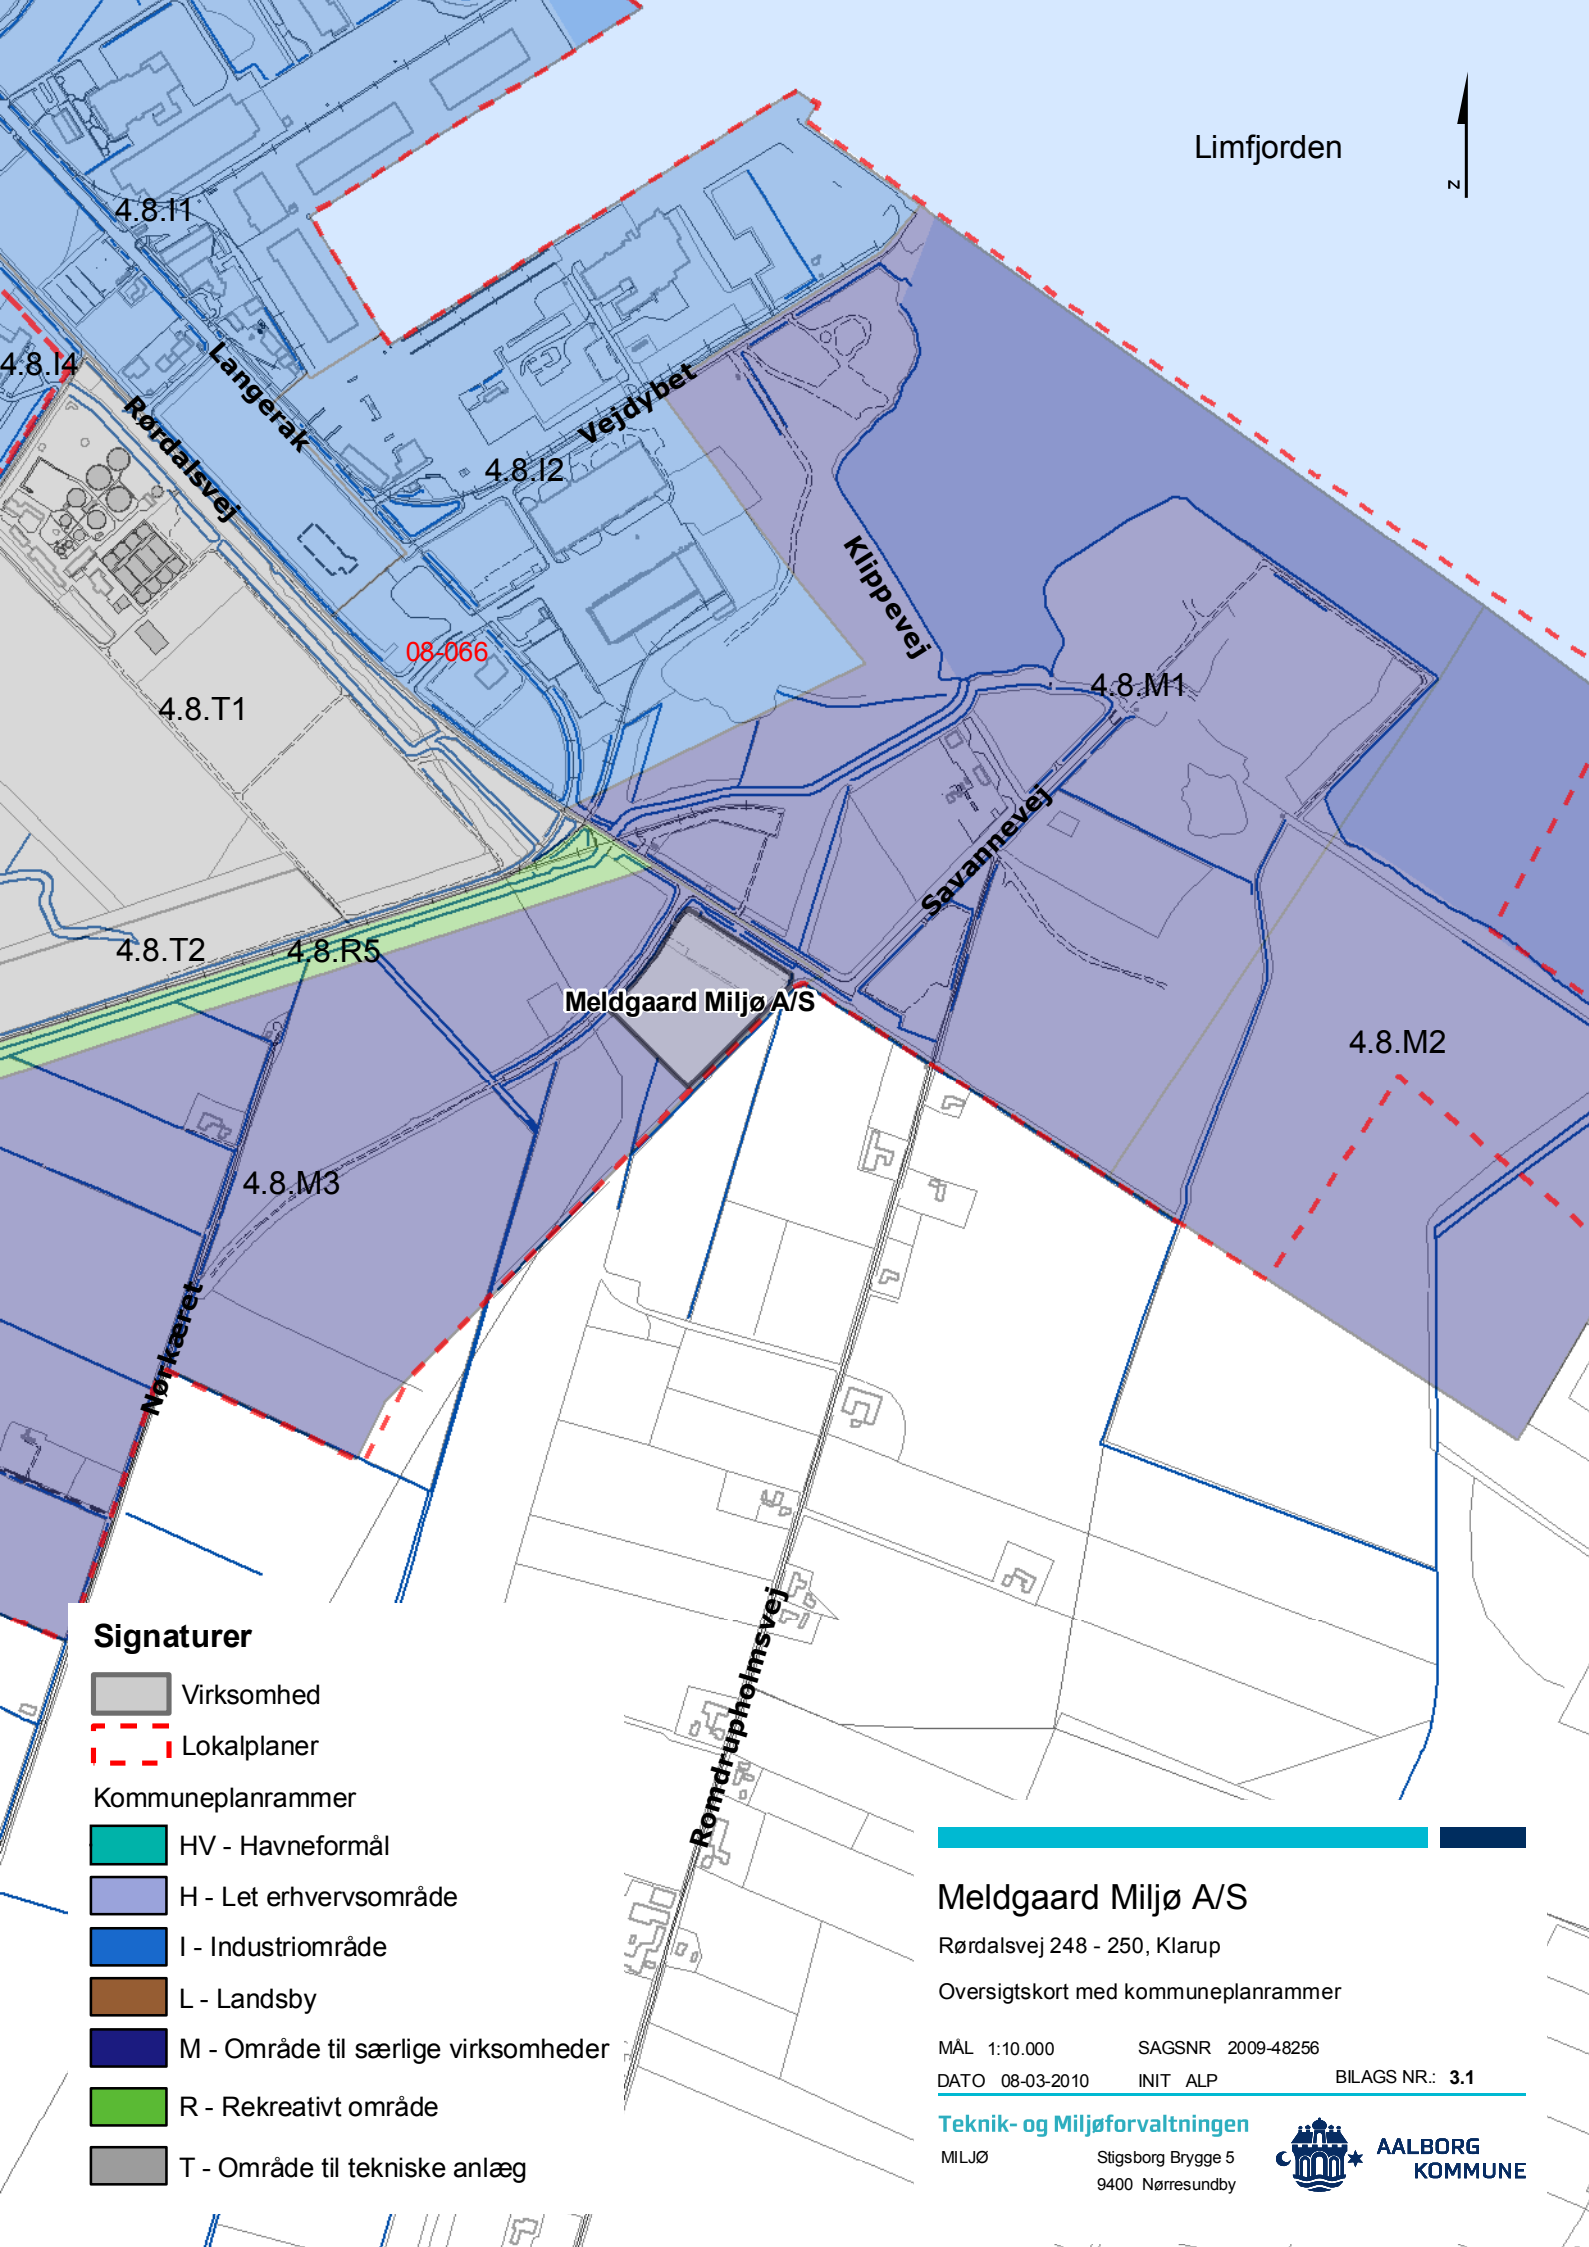 Limfjorden
N
4.8.I1
4.8.I4
Langerak
Rørdalsvej
Vejdybet
4.8.I2
Klippevej
08-066
4.8.T1
4.8.M1
Savannevej
4.8.T2
4.8.R5
Meldgaard Miljø A/S
4.8.M2
4.8.M3
Nørkæret
Romdrupholmsvej
Signaturer
Virksomhed
Lokalplaner
Kommuneplanrammer
HV - Havneformål
H - Let erhvervsområde
I - Industriområde
L - Landsby
M - Område til særlige virksomheder
R - Rekreativt område
T - Område til tekniske anlæg
Meldgaard Miljø A/S
Rørdalsvej 248 - 250, Klarup
Oversigtskort med kommuneplanrammer
MÅL 1:10.000 SAGSNR 2009-48256
DATO 08-03-2010 INIT ALP BILAGS NR.: 3.1
Teknik- og Miljøforvaltningen
MILJØ Stigsborg Brygge 5
9400 Nørresundby
AALBORG
KOMMUNE